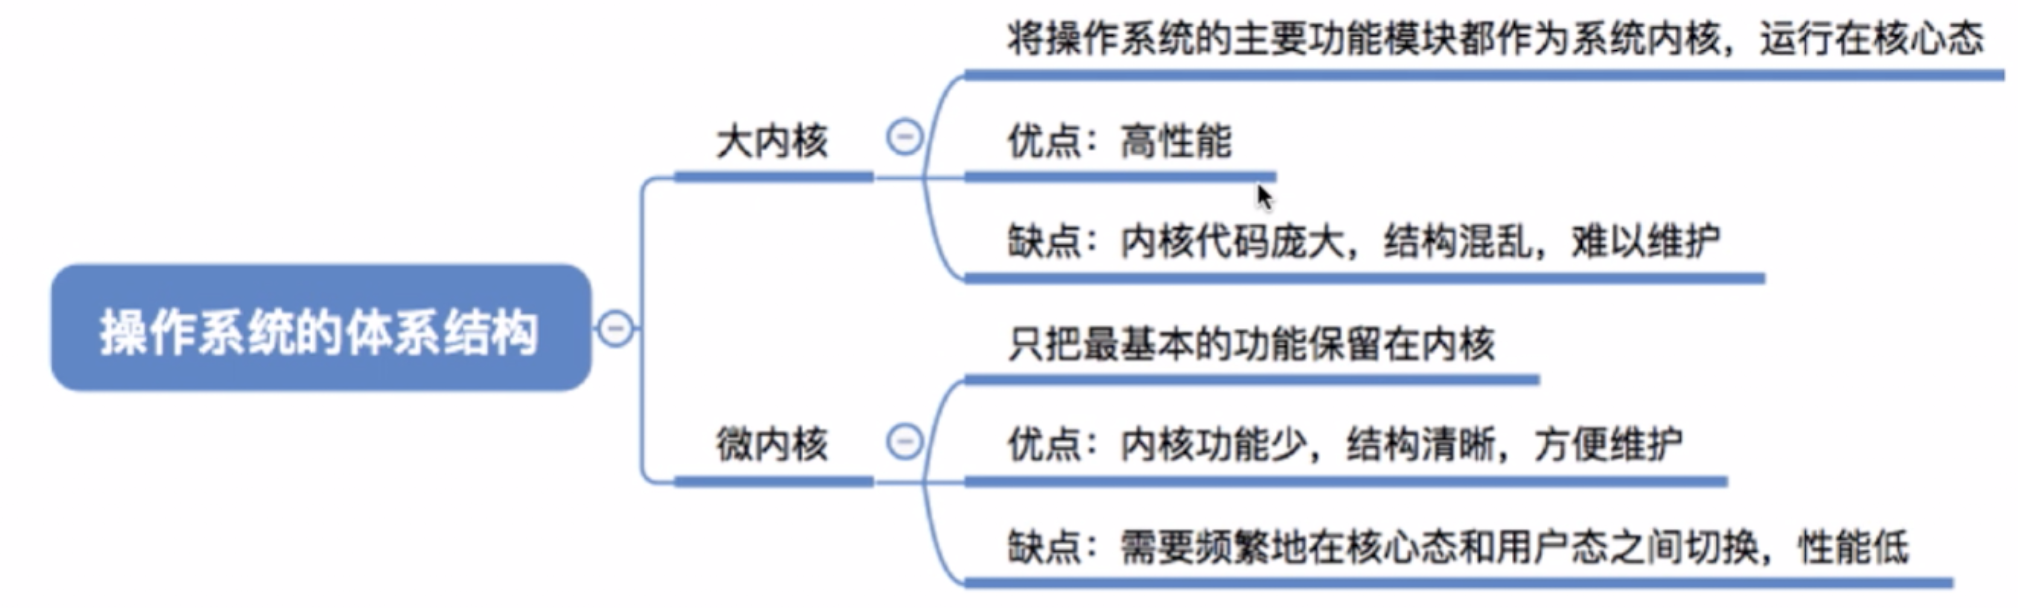 操作系统的体系结构
大内核
将操作系统的主要功能模块都作为系统内核，运行在核心态
优点：高性能
缺点：内核代码庞大，结构混乱，难以维护
微内核
只把最基本的功能保留在内核
优点：内核功能少，结构清晰，方便维护
缺点：需要频繁地在核心态和用户态之间切换，性能低